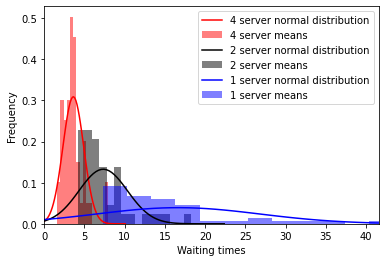 4 server normal distribution
4 server means
2 server normal distribution
2 server means
1 server normal distribution
1 server means
Frequency
0.5
0.4
0.3
0.2
0.1
0.0
0 5 10 15 20 25 30 35 40
Waiting times